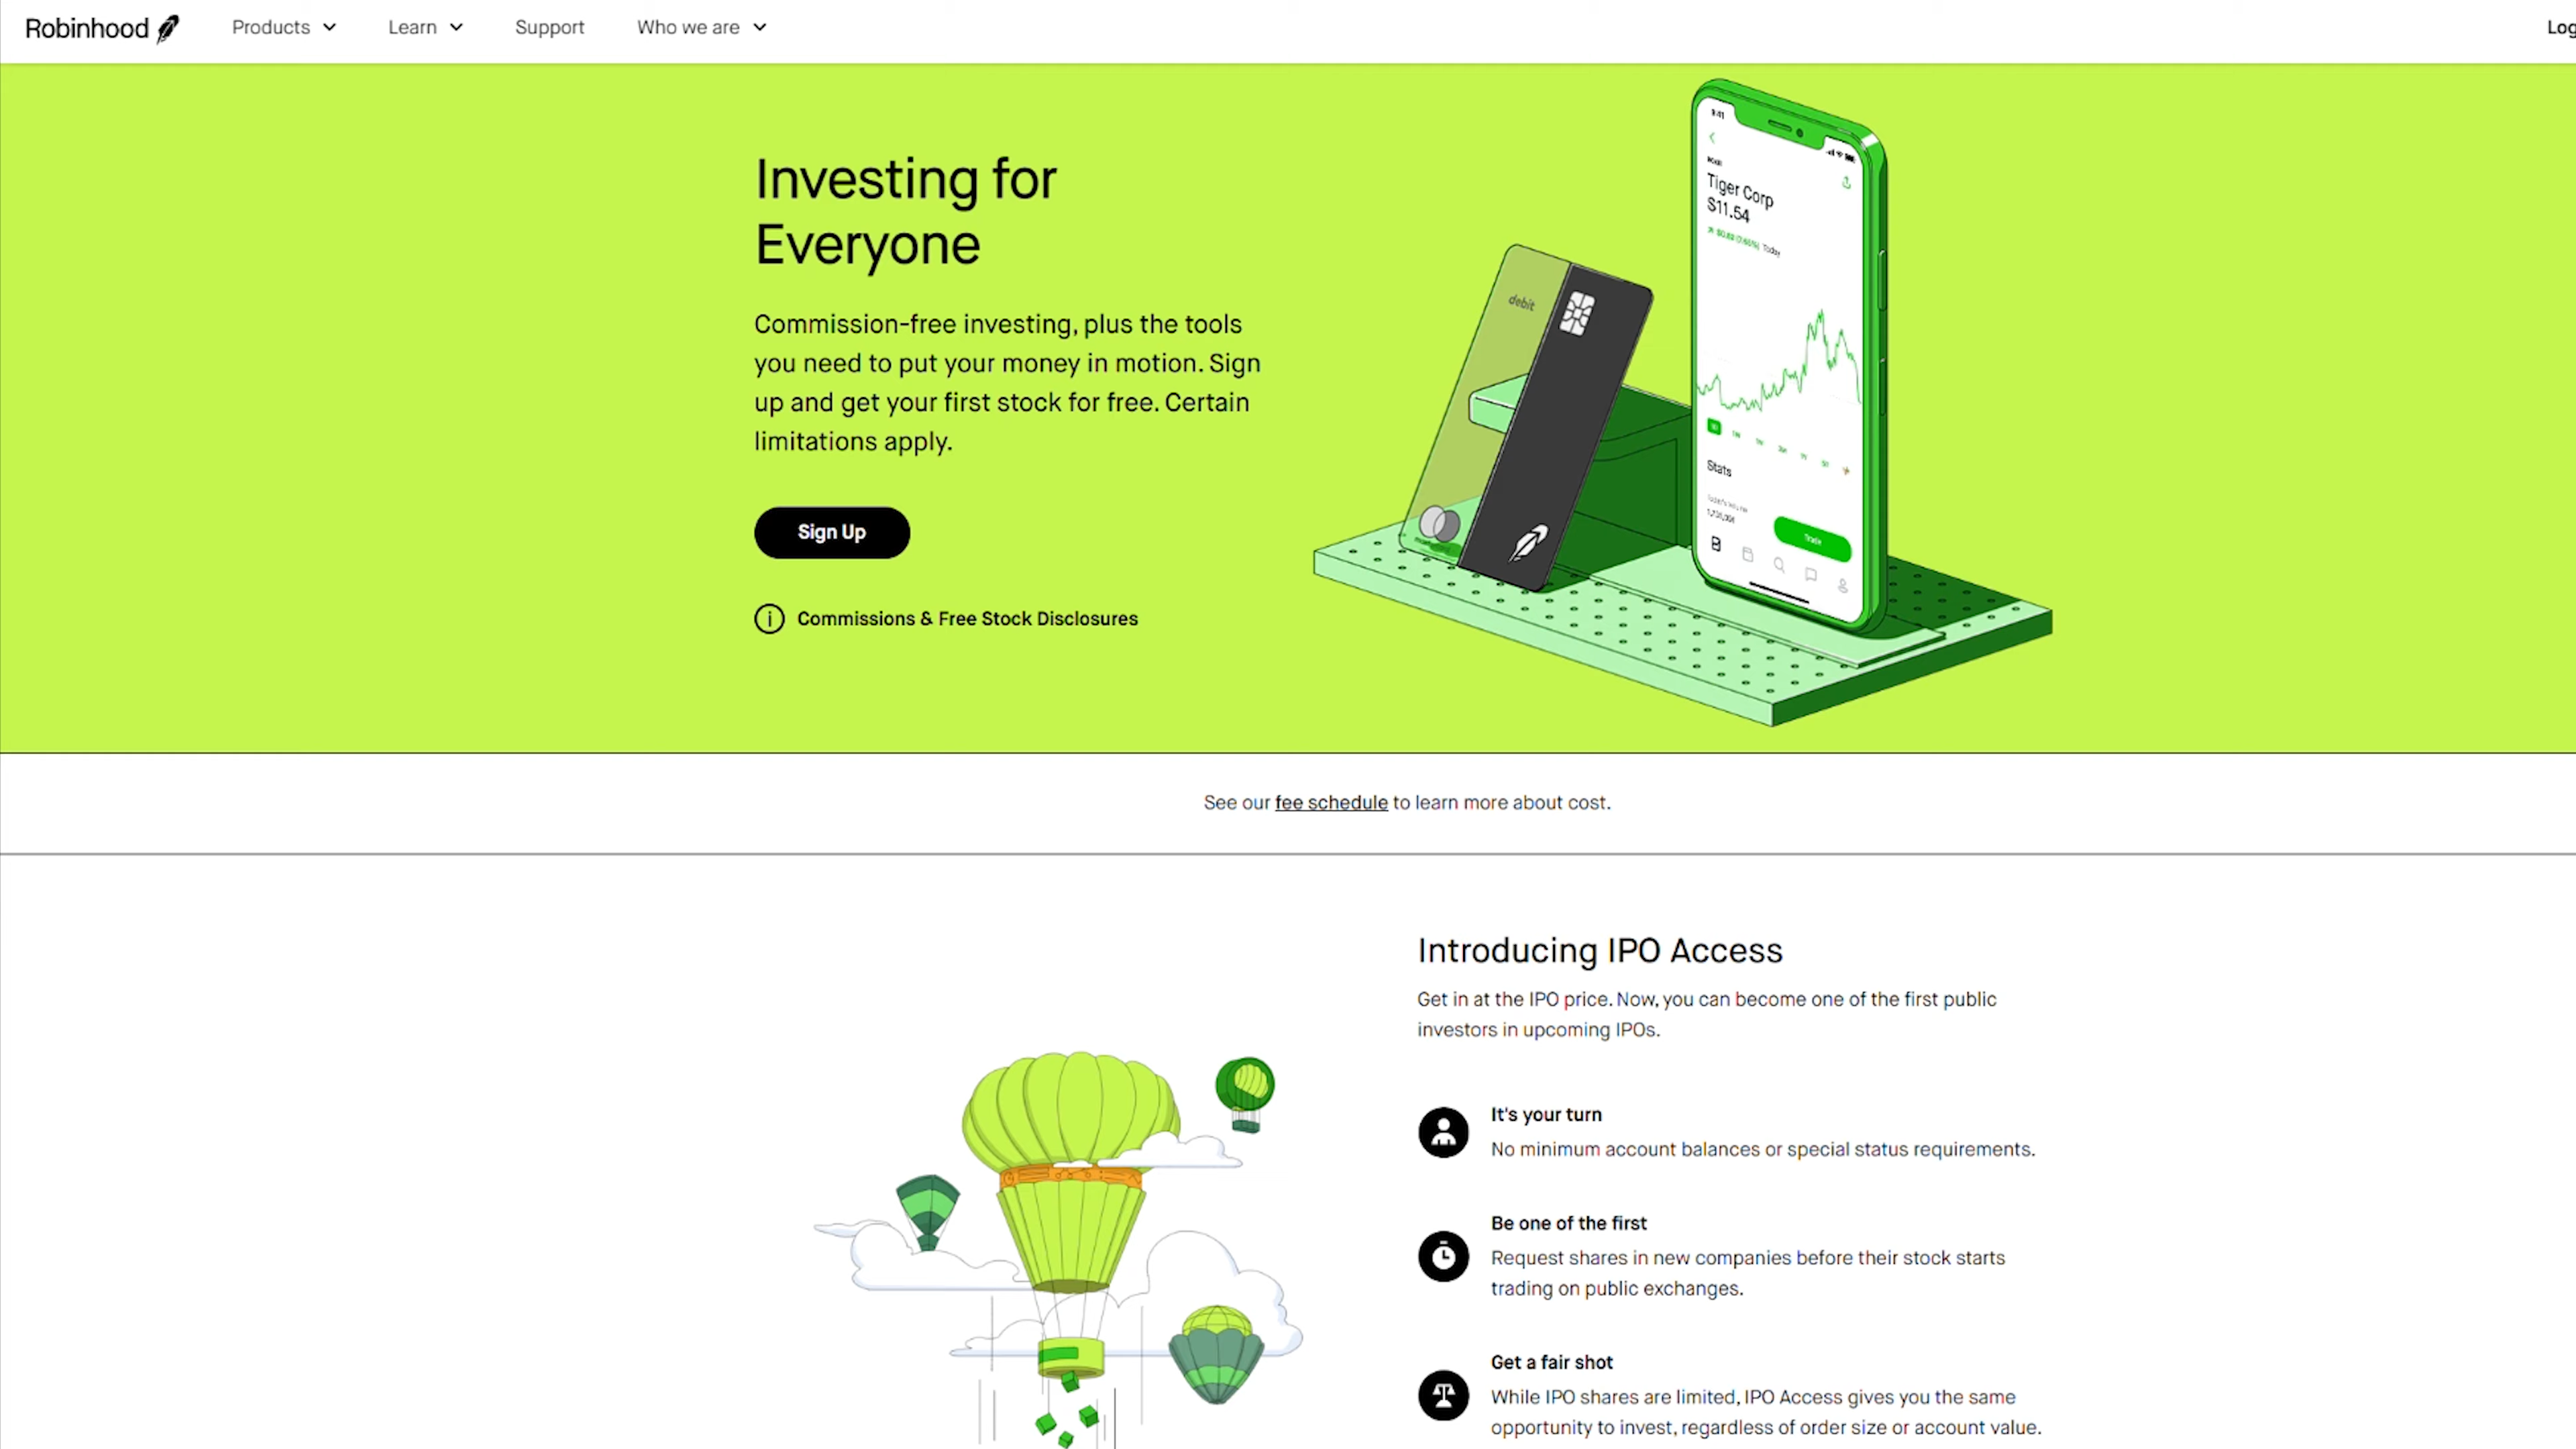 Robinhood
Products
Learn
Support
Who we are
Log
Investing for
Everyone
Commission-free investing, plus the tools
you need to put your money in motion. Sign
up and get your first stock for free. Certain
limitations apply.
Sign Up
Commissions & Free Stock Disclosures
debit
9:41
Tiger Corp
$11.54
Today
Stats
Trade
See our fee schedule to learn more about cost.
Introducing IPO Access
Get in at the IPO price. Now, you can become one of the first public
investors in upcoming IPOs.
It's your turn
No minimum account balances or special status requirements.
Be one of the first
Request shares in new companies before their stock starts
trading on public exchanges.
Get a fair shot
While IPO shares are limited, IPO Access gives you the same
opportunity to invest, regardless of order size or account value.